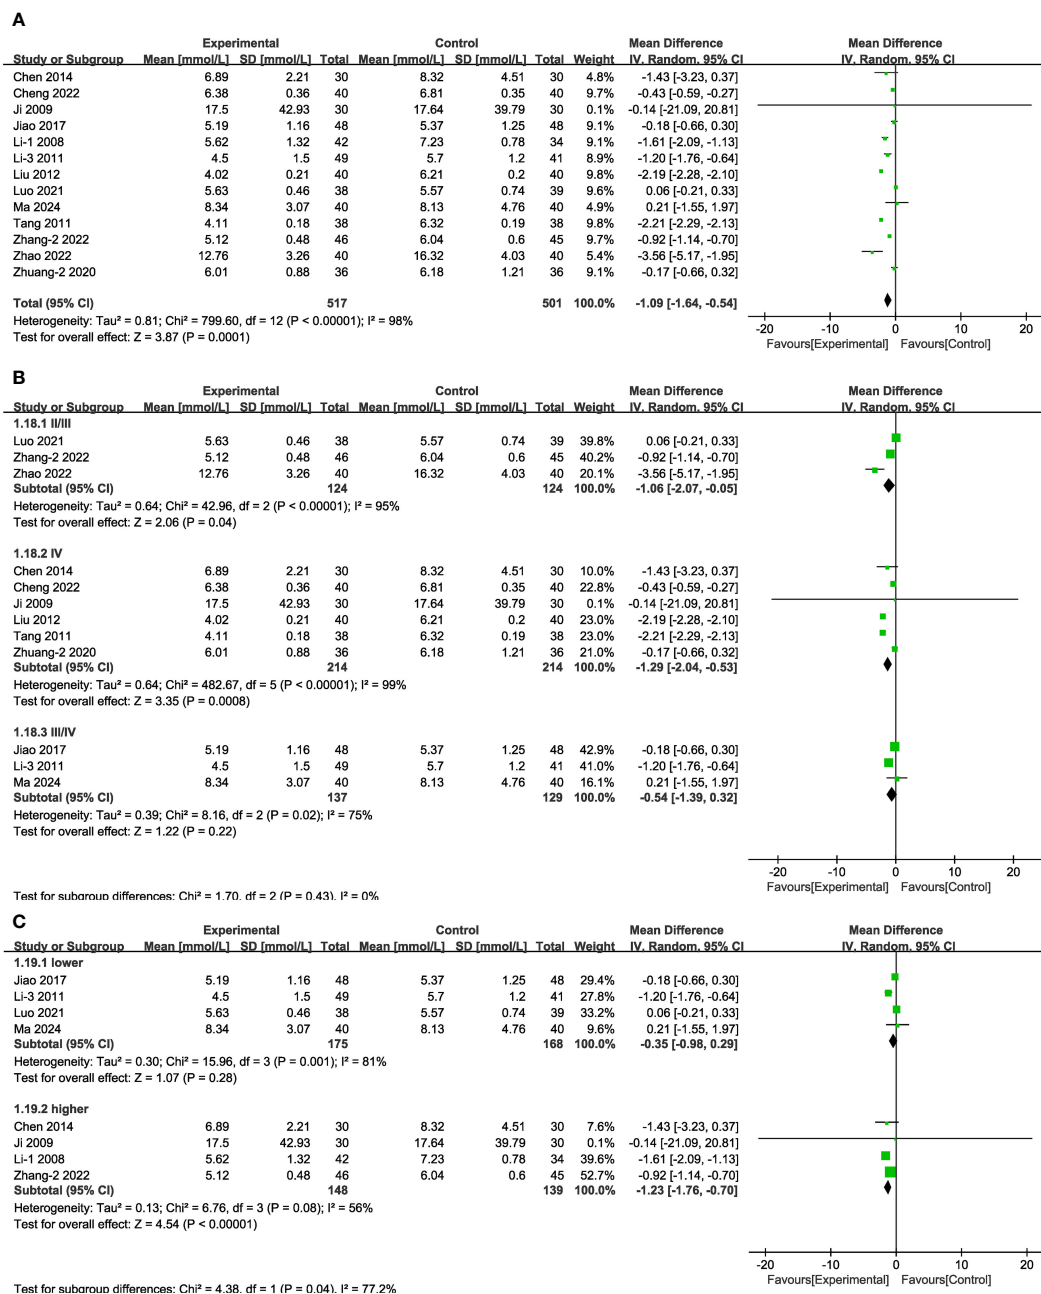 A
Experimental Control Mean Difference Mean Difference
Study or Subgroup Mean [mmol/L] SD [mmol/L] Total Mean [mmol/L] SD [mmol/L] Total Weight IV. Random. 95% CI IV. Random. 95% CI
Chen 2014 6.89 2.21 30 8.32 4.51 30 4.8% -1.43 [-3.23, 0.37]
Cheng 2022 6.38 0.36 40 6.81 0.35 40 9.7% -0.43 [-0.59, -0.27]
Ji 2009 17.5 42.93 30 17.64 39.79 30 0.1% -0.14 [-21.09, 20.81]
Jiao 2017 5.19 1.16 48 5.37 1.25 48 9.1% -0.18 [-0.66, 0.30]
Li-1 2008 5.62 1.32 42 7.23 0.78 34 9.1% -1.61 [-2.09, -1.13]
Li-3 2011 4.5 1.5 49 5.7 1.2 41 8.9% -1.20 [-1.76, -0.64]
Liu 2012 4.02 0.21 40 6.21 0.2 40 9.8% -2.19 [-2.28, -2.10]
Luo 2021 5.63 0.46 38 5.57 0.74 39 9.6% 0.06 [-0.21, 0.33]
Ma 2024 8.34 3.07 40 8.13 4.76 40 4.9% 0.21 [-1.55, 1.97]
Tang 2011 4.11 0.18 38 6.32 0.19 38 9.8% -2.21 [-2.29, -2.13]
Zhang-2 2022 5.12 0.48 46 6.04 0.6 45 9.7% -0.92 [-1.14, -0.70]
Zhao 2022 12.76 3.26 40 16.32 4.03 40 5.4% -3.56 [-5.17, -1.95]
Zhuang-2 2020 6.01 0.88 36 6.18 1.21 36 9.1% -0.17 [-0.66, 0.32]
Total (95% CI) 517 501 100.0% -1.09 [-1.64, -0.54]
Heterogeneity: Tau² = 0.81; Chi² = 799.60, df = 12 (P < 0.00001); I² = 98%
Test for overall effect: Z = 3.87 (P = 0.0001)
-20 -10 0 10 20
Favours[Experimental] Favours[Control]
B
Experimental Control Mean Difference Mean Difference
Study or Subgroup Mean [mmol/L] SD [mmol/L] Total Mean [mmol/L] SD [mmol/L] Total Weight IV. Random. 95% CI IV. Random. 95% CI
1.18.1 II/III
Luo 2021 5.63 0.46 38 5.57 0.74 39 39.8% 0.06 [-0.21, 0.33]
Zhang-2 2022 5.12 0.48 46 6.04 0.6 45 40.2% -0.92 [-1.14, -0.70]
Zhao 2022 12.76 3.26 40 16.32 4.03 40 20.1% -3.56 [-5.17, -1.95]
Subtotal (95% CI) 124 124 100.0% -1.06 [-2.07, -0.05]
Heterogeneity: Tau² = 0.64; Chi² = 42.96, df = 2 (P < 0.00001); I² = 95%
Test for overall effect: Z = 2.06 (P = 0.04)
1.18.2 IV
Chen 2014 6.89 2.21 30 8.32 4.51 30 10.0% -1.43 [-3.23, 0.37]
Cheng 2022 6.38 0.36 40 6.81 0.35 40 22.8% -0.43 [-0.59, -0.27]
Ji 2009 17.5 42.93 30 17.64 39.79 30 0.1% -0.14 [-21.09, 20.81]
Liu 2012 4.02 0.21 40 6.21 0.2 40 23.0% -2.19 [-2.28, -2.10]
Tang 2011 4.11 0.18 38 6.32 0.19 38 23.0% -2.21 [-2.29, -2.13]
Zhuang-2 2020 6.01 0.88 36 6.18 1.21 36 21.0% -0.17 [-0.66, 0.32]
Subtotal (95% CI) 214 214 100.0% -1.29 [-2.04, -0.53]
Heterogeneity: Tau² = 0.64; Chi² = 482.67, df = 5 (P < 0.00001); I² = 99%
Test for overall effect: Z = 3.35 (P = 0.0008)
1.18.3 III/IV
Jiao 2017 5.19 1.16 48 5.37 1.25 48 42.9% -0.18 [-0.66, 0.30]
Li-3 2011 4.5 1.5 49 5.7 1.2 41 41.0% -1.20 [-1.76, -0.64]
Ma 2024 8.34 3.07 40 8.13 4.76 40 16.1% 0.21 [-1.55, 1.97]
Subtotal (95% CI) 137 129 100.0% -0.54 [-1.39, 0.32]
Heterogeneity: Tau² = 0.39; Chi² = 8.16, df = 2 (P = 0.02); I² = 75%
Test for overall effect: Z = 1.22 (P = 0.22)
-20 -10 0 10 20
Favours[Experimental] Favours[Control]
Test for subgroup differences: Chi² = 1.70, df = 2 (P = 0.43), I² = 0%
C
Experimental Control Mean Difference Mean Difference
Study or Subgroup Mean [mmol/L] SD [mmol/L] Total Mean [mmol/L] SD [mmol/L] Total Weight IV. Random. 95% CI IV. Random. 95% CI
1.19.1 lower
Jiao 2017 5.19 1.16 48 5.37 1.25 48 29.4% -0.18 [-0.66, 0.30]
Li-3 2011 4.5 1.5 49 5.7 1.2 41 27.8% -1.20 [-1.76, -0.64]
Luo 2021 5.63 0.46 38 5.57 0.74 39 33.2% 0.06 [-0.21, 0.33]
Ma 2024 8.34 3.07 40 8.13 4.76 40 9.6% 0.21 [-1.55, 1.97]
Subtotal (95% CI) 175 168 100.0% -0.35 [-0.98, 0.29]
Heterogeneity: Tau² = 0.30; Chi² = 15.96, df = 3 (P = 0.001); I² = 81%
Test for overall effect: Z = 1.07 (P = 0.28)
1.19.2 higher
Chen 2014 6.89 2.21 30 8.32 4.51 30 7.6% -1.43 [-3.23, 0.37]
Ji 2009 17.5 42.93 30 17.64 39.79 30 0.1% -0.14 [-21.09, 20.81]
Li-1 2008 5.62 1.32 42 7.23 0.78 34 39.6% -1.61 [-2.09, -1.13]
Zhang-2 2022 5.12 0.48 46 6.04 0.6 45 52.7% -0.92 [-1.14, -0.70]
Subtotal (95% CI) 148 139 100.0% -1.23 [-1.76, -0.70]
Heterogeneity: Tau² = 0.13; Chi² = 6.76, df = 3 (P = 0.08); I² = 56%
Test for overall effect: Z = 4.54 (P < 0.00001)
-20 -10 0 10 20
Favours[Experimental] Favours[Control]
Test for subgroup differences: Chi² = 4.38, df = 1 (P = 0.04), I² = 77.2%